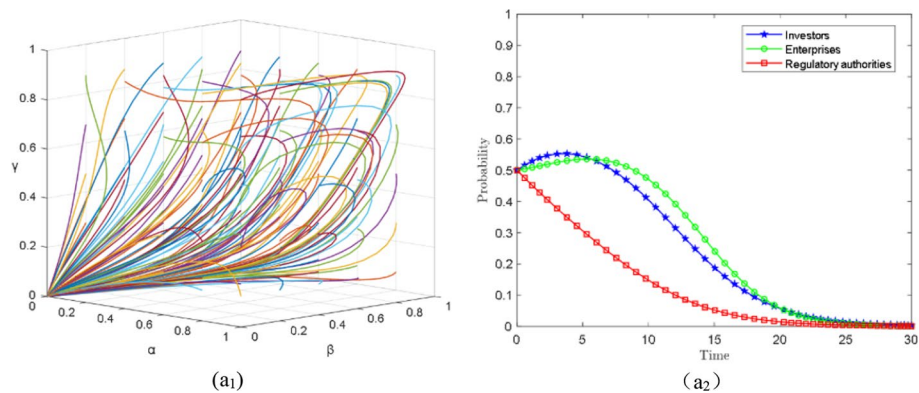 1
0.8
0.6
γ
0.4
0.2
0
0
0.2
0.4
0.6
0.8
1
α
0
0.2
0.4
0.6
0.8
1
β
(a1)
1
0.9
0.8
0.7
0.6
0.5
0.4
0.3
0.2
0.1
0
Probability
Investors
Enterprises
Regulatory authorities
0 5 10 15 20 25 30
Time
(a2)